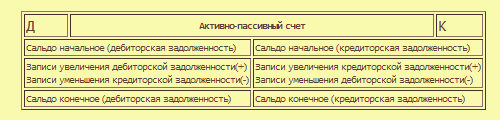 Д Активно-пассивный счет К
Сальдо начальное (дебиторская задолженность) Сальдо начальное (кредиторская задолженность)
Записи увеличения дебиторской задолженности(+) Записи увеличения кредиторской задолженности(+)
Записи уменьшения кредиторской задолженности(-) Записи уменьшения дебиторской задолженности(-)
Сальдо конечное (дебиторская задолженность) Сальдо конечное (кредиторская задолженность)